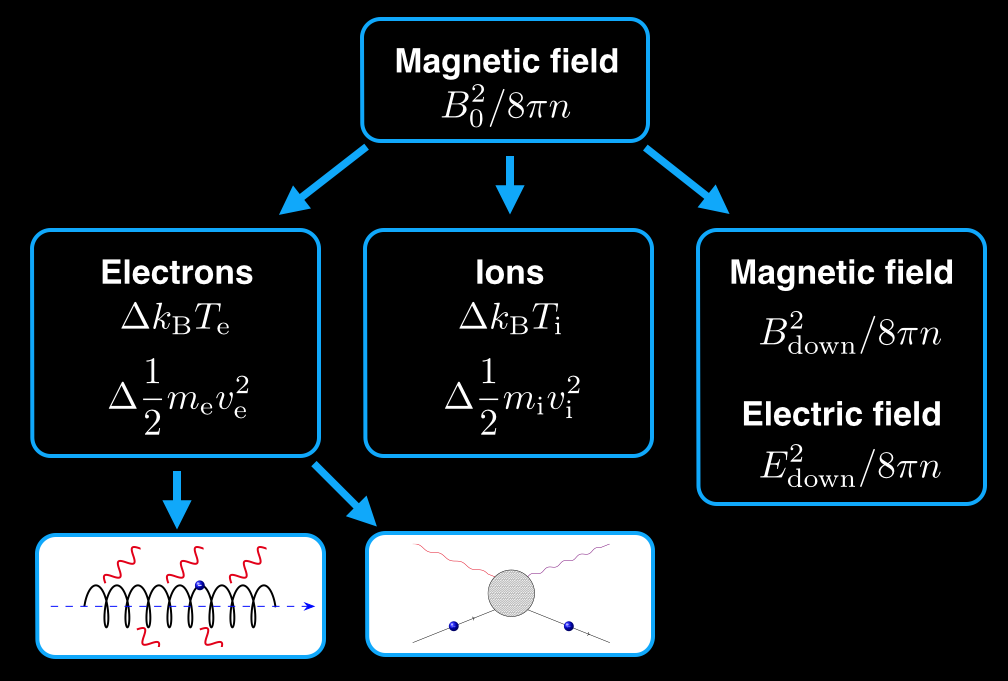 Magnetic field
$B_0^2/8\pi n$
Electrons
$\Delta k_{\mathrm{B}} T_{\mathrm{e}}$
$\Delta \frac{1}{2} m_{\mathrm{e}} v_{\mathrm{e}}^2$
Ions
$\Delta k_{\mathrm{B}} T_{\mathrm{i}}$
$\Delta \frac{1}{2} m_{\mathrm{i}} v_{\mathrm{i}}^2$
Magnetic field
$B_{\mathrm{down}}^2/8\pi n$
Electric field
$E_{\mathrm{down}}^2/8\pi n$